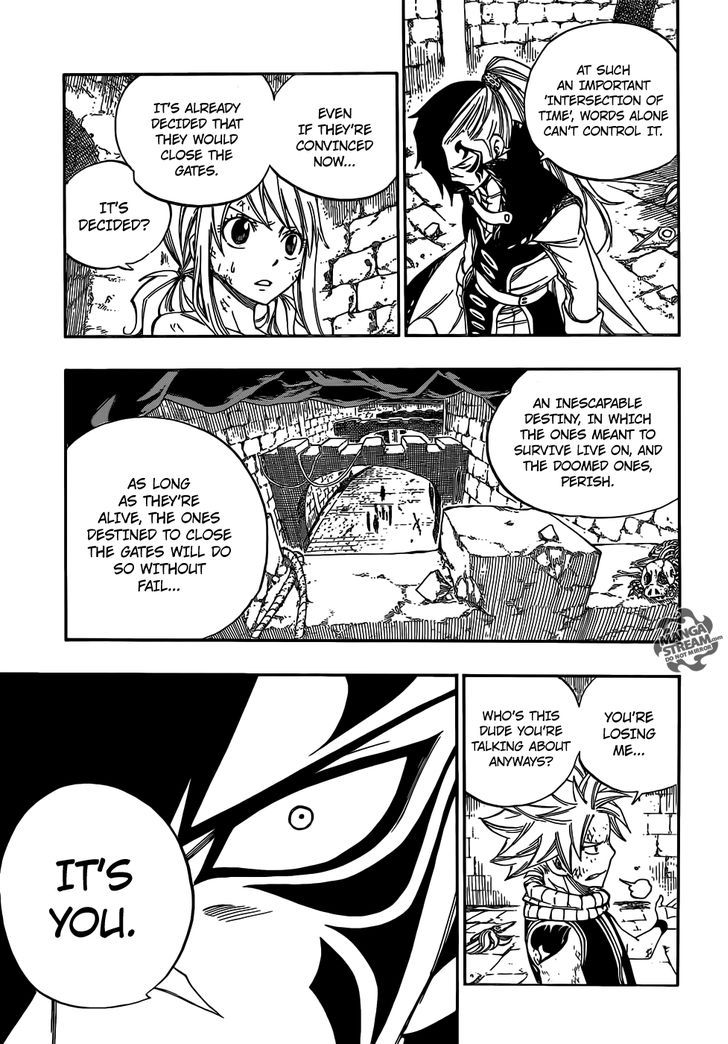 AT SUCH
AN IMPORTANT
'INTERSECTION OF
TIME', WORDS ALONE
CAN'T CONTROL IT.
EVEN
IF THEY'RE
CONVINCED
NOW...
IT'S ALREADY
DECIDED THAT
THEY WOULD
CLOSE THE
GATES.
IT'S
DECIDED?
AN INESCAPABLE
DESTINY, IN WHICH
THE ONES MEANT TO
SURVIVE LIVE ON, AND
THE DOOMED ONES,
PERISH.
AS LONG
AS THEY'RE
ALIVE, THE ONES
DESTINED TO CLOSE
THE GATES WILL DO
SO WITHOUT
FAIL...
MANGA
STREAM.com
DO NOT MIRROR!
YOU'RE
LOSING
ME...
WHO'S THIS
DUDE YOU'RE
TALKING ABOUT
ANYWAYS?
IT'S
YOU.